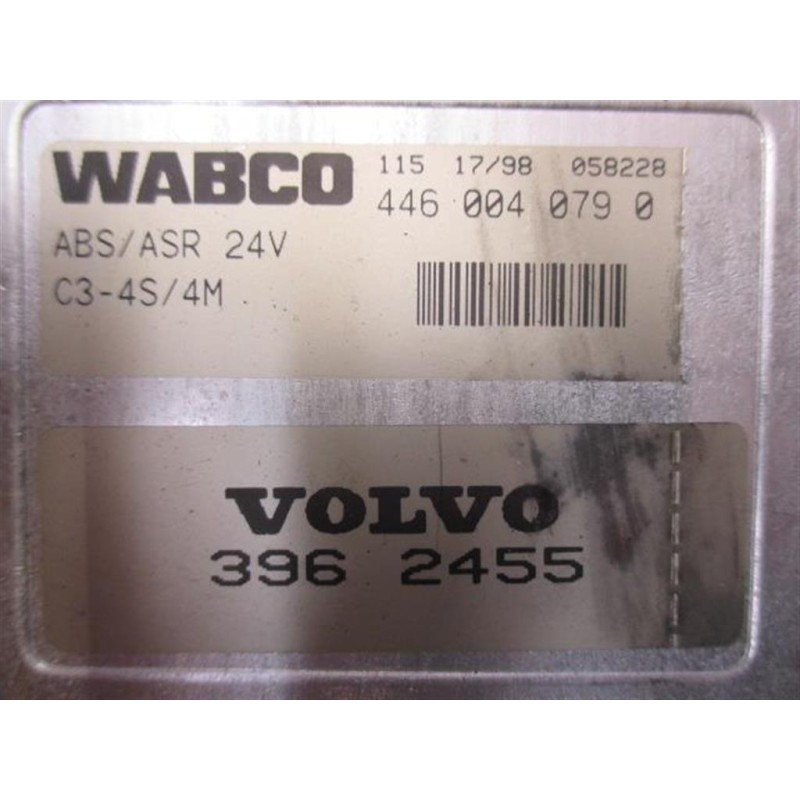 WABCO 115 17/98 058228
446 004 079 0
ABS/ASR 24V
C3-4S/4M
VOLVO
396 2455